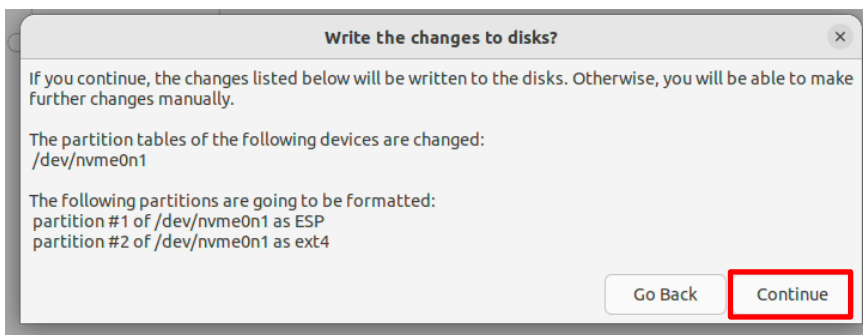 Write the changes to disks?
If you continue, the changes listed below will be written to the disks. Otherwise, you will be able to make
further changes manually.
The partition tables of the following devices are changed:
/dev/nvme0n1
The following partitions are going to be formatted:
partition #1 of /dev/nvme0n1 as ESP
partition #2 of /dev/nvme0n1 as ext4
Go Back
Continue